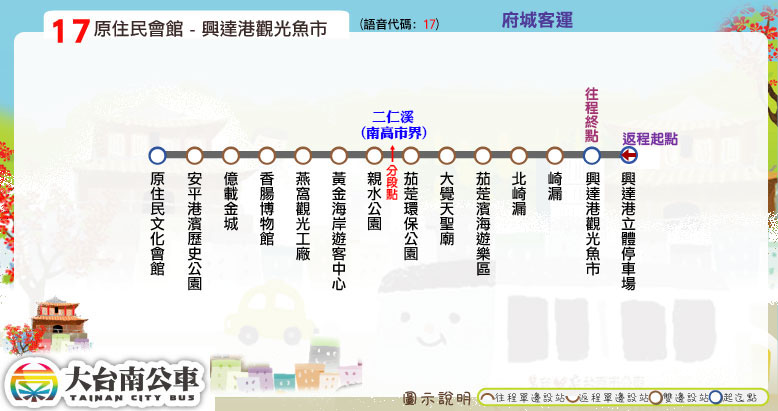 17 原住民會館 - 興達港觀光魚市
(語音代碼: 17)
府城客運
二仁溪
(南高市界)
往程終點
返程起點
分段點
原住民文化會館
安平港濱歷史公園
億載金城
香腸博物館
燕窩觀光工廠
黃金海岸遊客中心
親水公園
茄萣環保公園
大覺天聖廟
茄萣濱海遊樂區
北崎漏
崎漏
興達港觀光魚市
興達港立體停車場
大台南公車
TAINAN CITY BUS
圖示說明
往程單邊設站
返程單邊設站
雙邊設站
起迄點